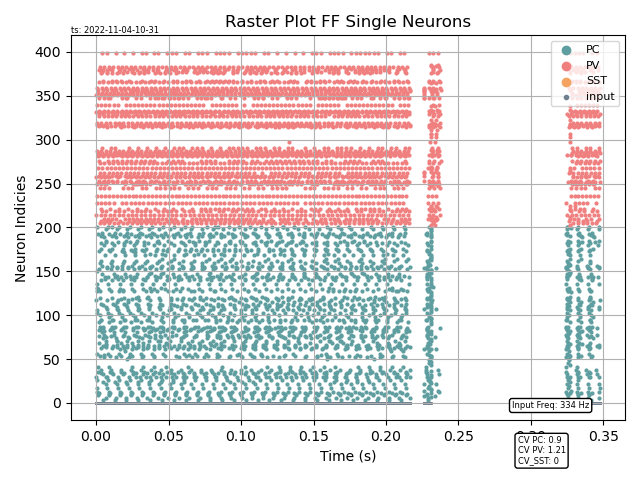 Raster Plot FF Single Neurons
ts: 2022-11-04-10-31
400
350
300
250
200
150
100
50
0
Neuron Indicies
PC
PV
SST
input
Input Freq: 334 Hz
0.00 0.05 0.10 0.15 0.20 0.25 0.30 0.35
Time (s)
CV PC: 0.9
CV PV: 1.21
CV_SST: 0